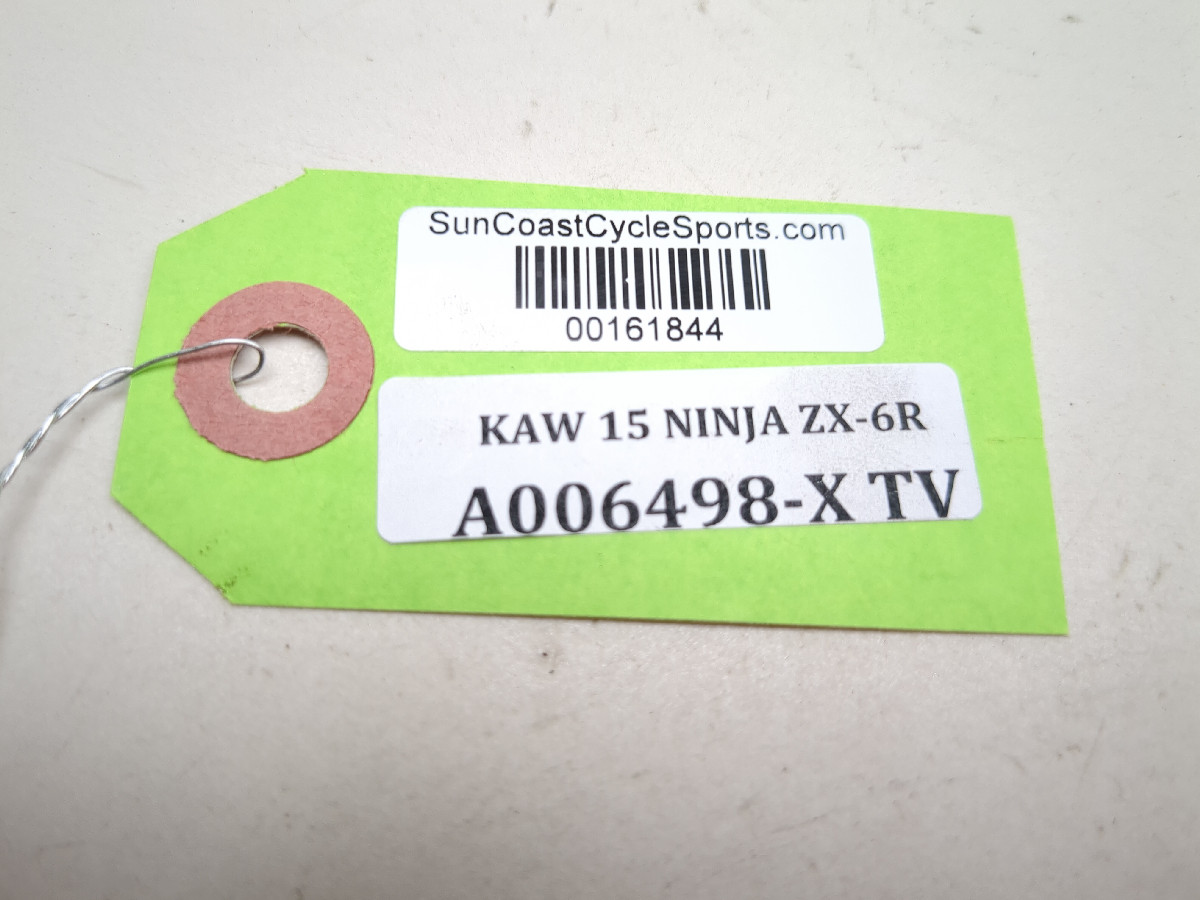 SunCoastCycleSports.com
00161844
KAW 15 NINJA ZX-6R
A006498-X TV